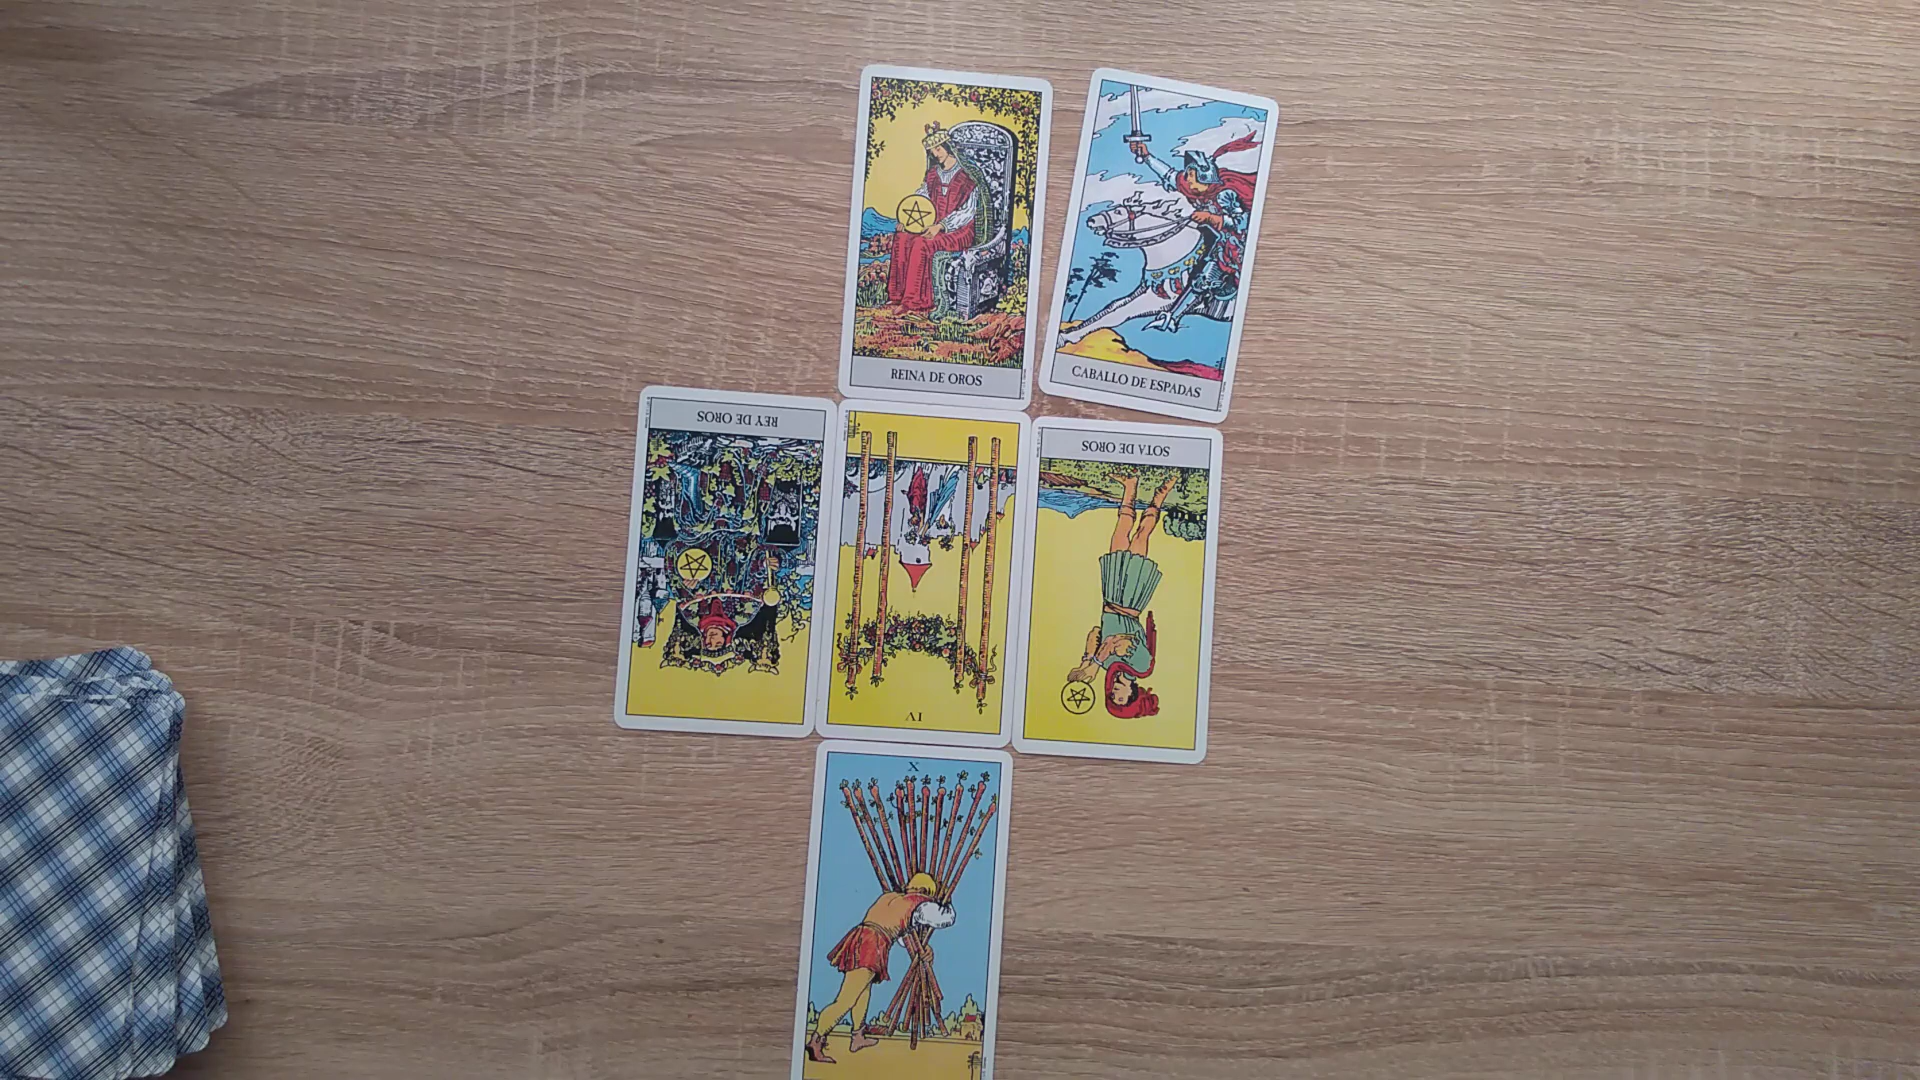 REINA DE OROS
CABALLO DE ESPADAS
REY DE OROS
IV
SOTA DE OROS
X